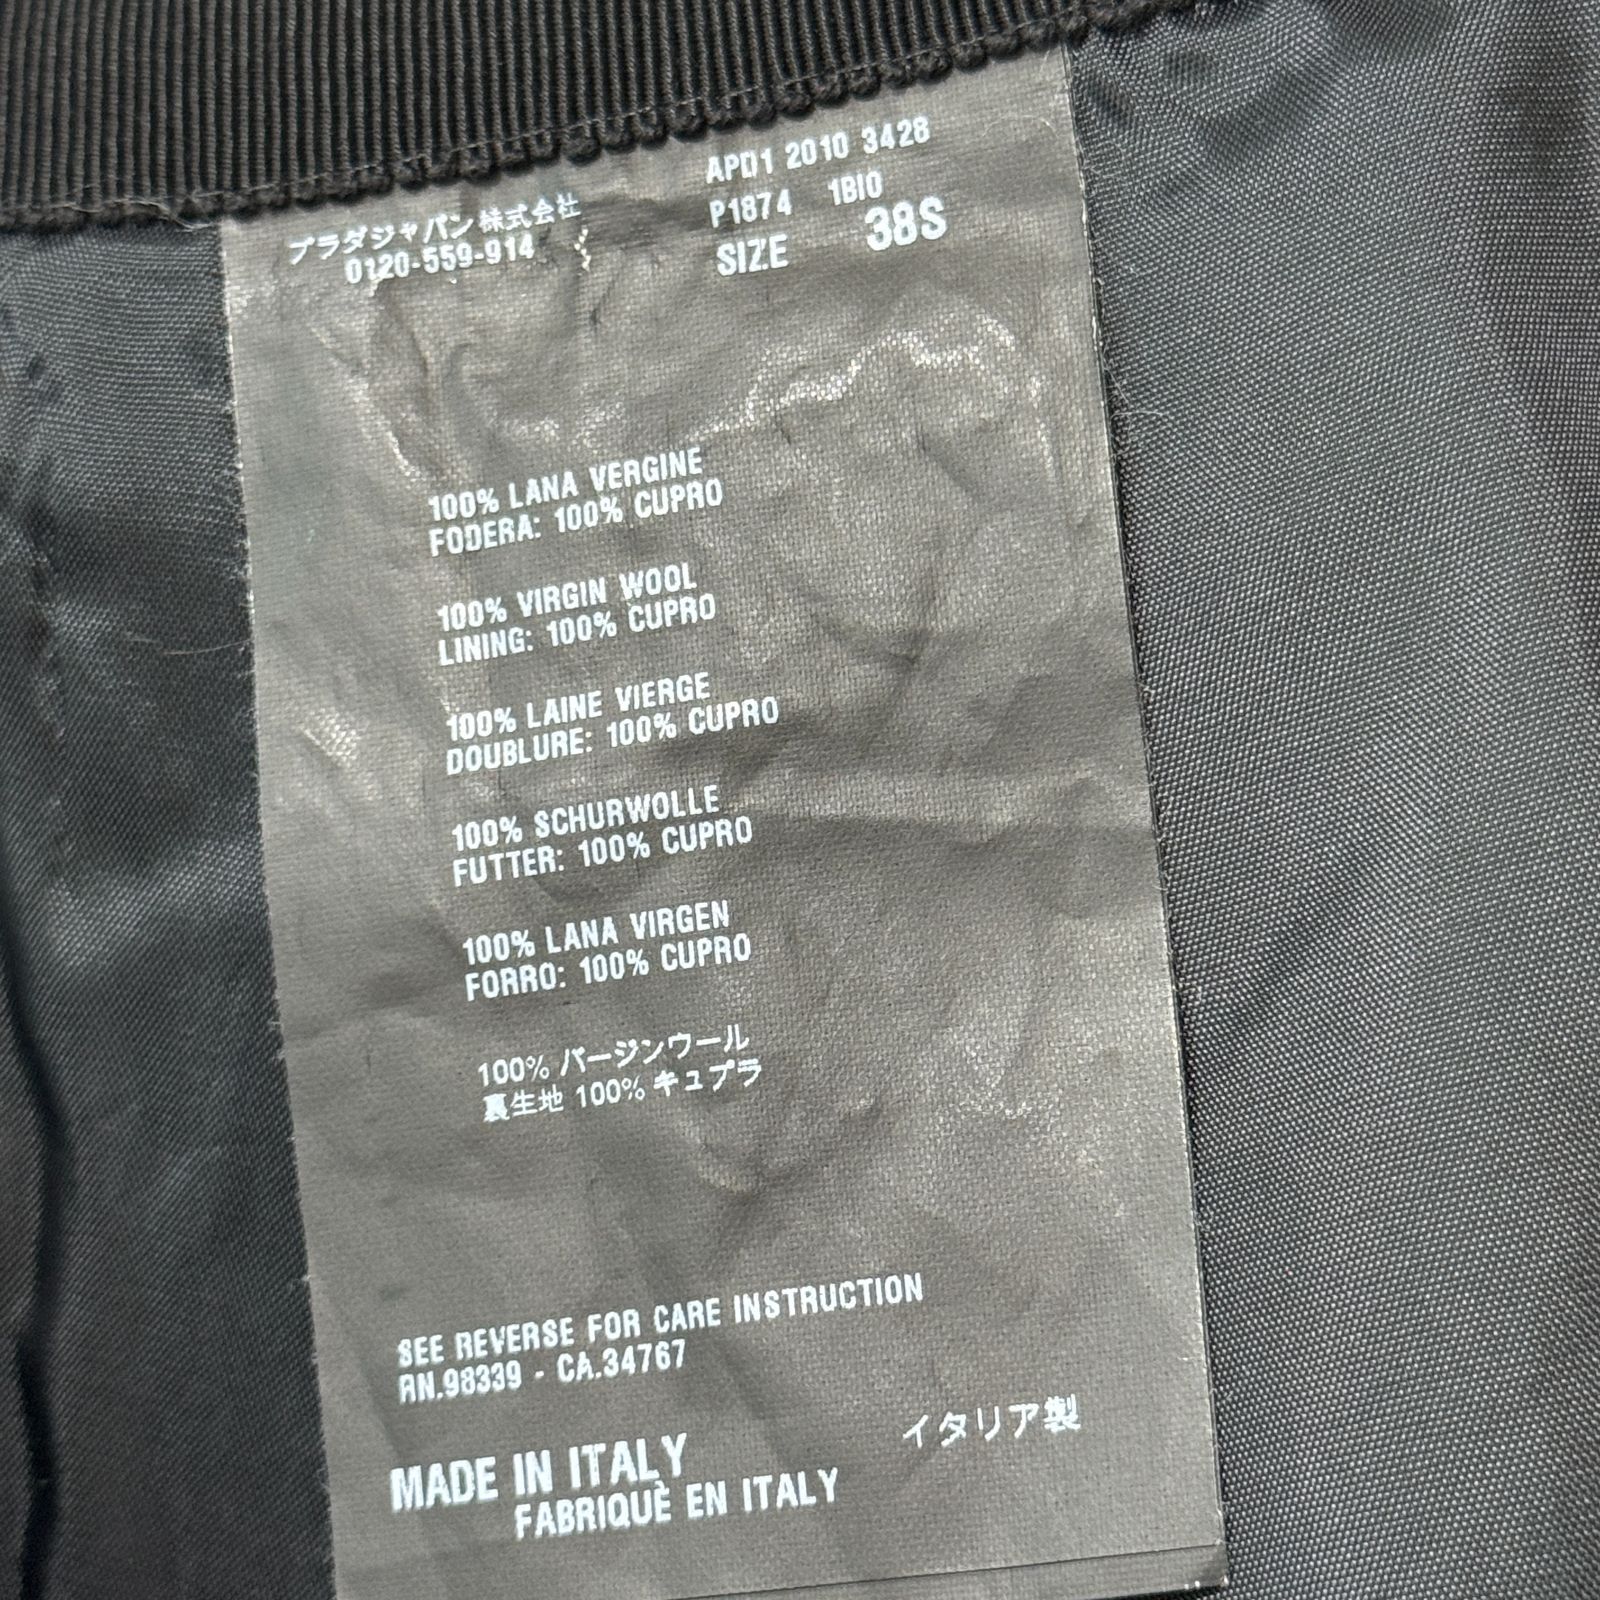 プラダジャパン株式会社
0120-559-914
APD1 2010 3428
P1874 1BI0
SIZE 38S
100% LANA VERGINE
FODERA: 100% CUPRO
100% VIRGIN WOOL
LINING: 100% CUPRO
100% LAINE VIERGE
DOUBLURE: 100% CUPRO
100% SCHURWOLLE
FUTTER: 100% CUPRO
100% LANA VIRGEN
FORRO: 100% CUPRO
100% バージンウール
裏生地 100% キュプラ
SEE REVERSE FOR CARE INSTRUCTION
RN.98339 - CA.34767
MADE IN ITALY
FABRIQUÈ EN ITALY
イタリア製